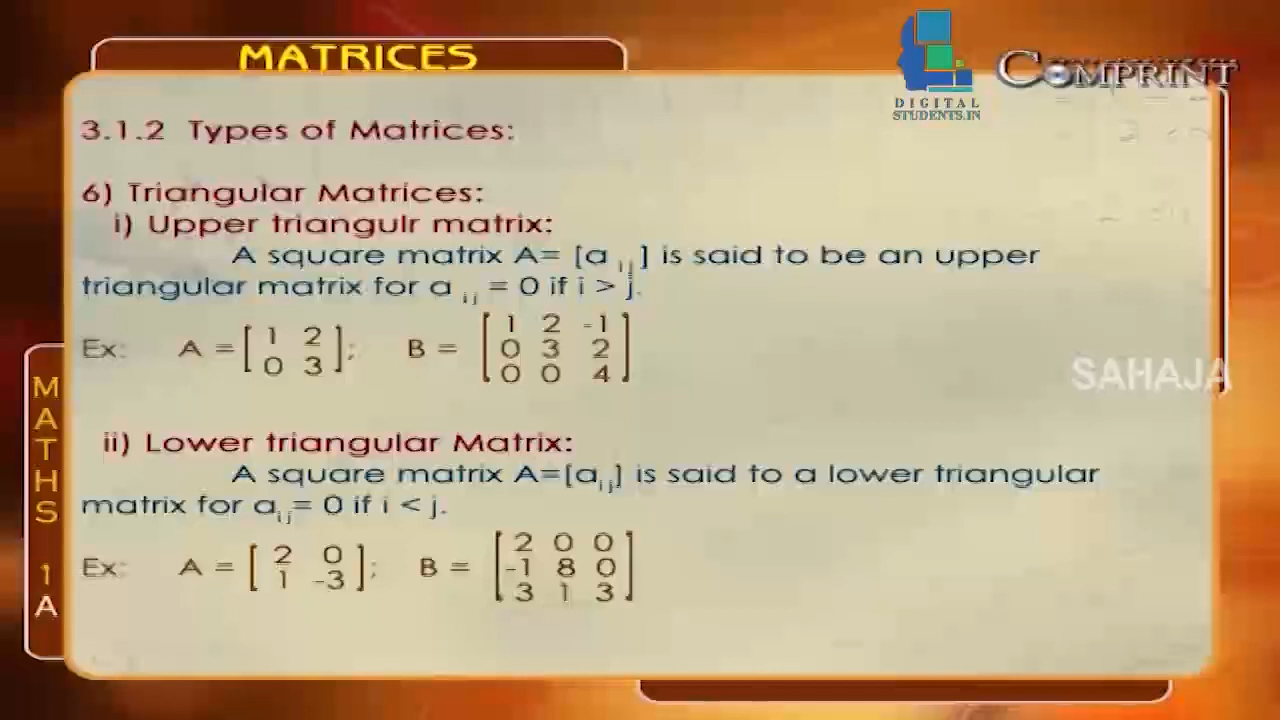 MATRICES
DIGITAL
STUDENTS.IN
COMPRINT
3.1.2 Types of Matrices:
6) Triangular Matrices:
i) Upper triangulr matrix:
A square matrix A= [a ij ] is said to be an upper
triangular matrix for a ij = 0 if i > j.
Ex: A = [ 1 2
0 3 ]; B = [ 1 2 -1
0 3 2
0 0 4 ]
SAHAJA
ii) Lower triangular Matrix:
A square matrix A=[aij] is said to a lower triangular
matrix for aij= 0 if i < j.
Ex: A = [ 2 0
1 -3 ]; B = [ 2 0 0
-1 8 0
3 1 3 ]
MATHS 1A